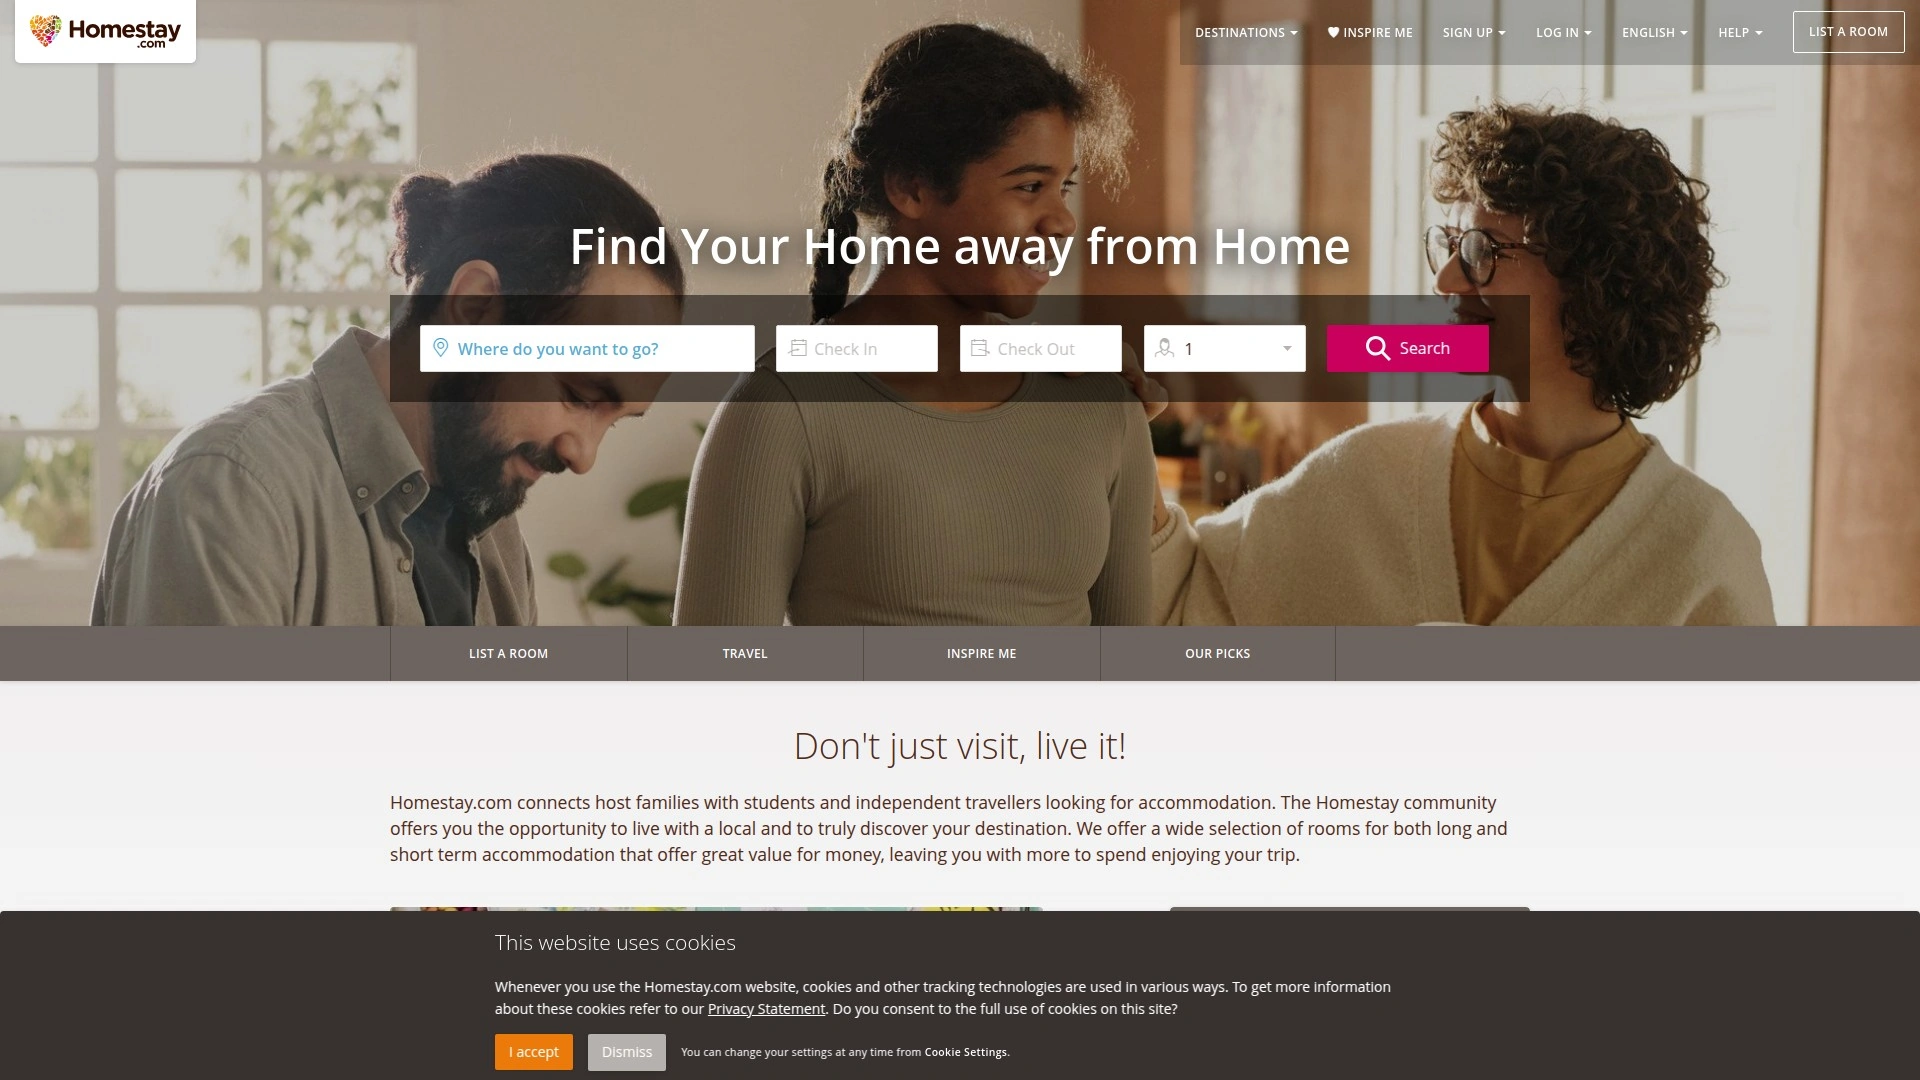 Homestay
.com
DESTINATIONS
INSPIRE ME
SIGN UP
LOG IN
ENGLISH
HELP
LIST A ROOM
Find Your Home away from Home
Where do you want to go?
Check In
Check Out
1
Search
LIST A ROOM
TRAVEL
INSPIRE ME
OUR PICKS
Don't just visit, live it!
Homestay.com connects host families with students and independent travellers looking for accommodation. The Homestay community
offers you the opportunity to live with a local and to truly discover your destination. We offer a wide selection of rooms for both long and
short term accommodation that offer great value for money, leaving you with more to spend enjoying your trip.
This website uses cookies
Whenever you use the Homestay.com website, cookies and other tracking technologies are used in various ways. To get more information
about these cookies refer to our Privacy Statement. Do you consent to the full use of cookies on this site?
I accept
Dismiss
You can change your settings at any time from Cookie Settings.